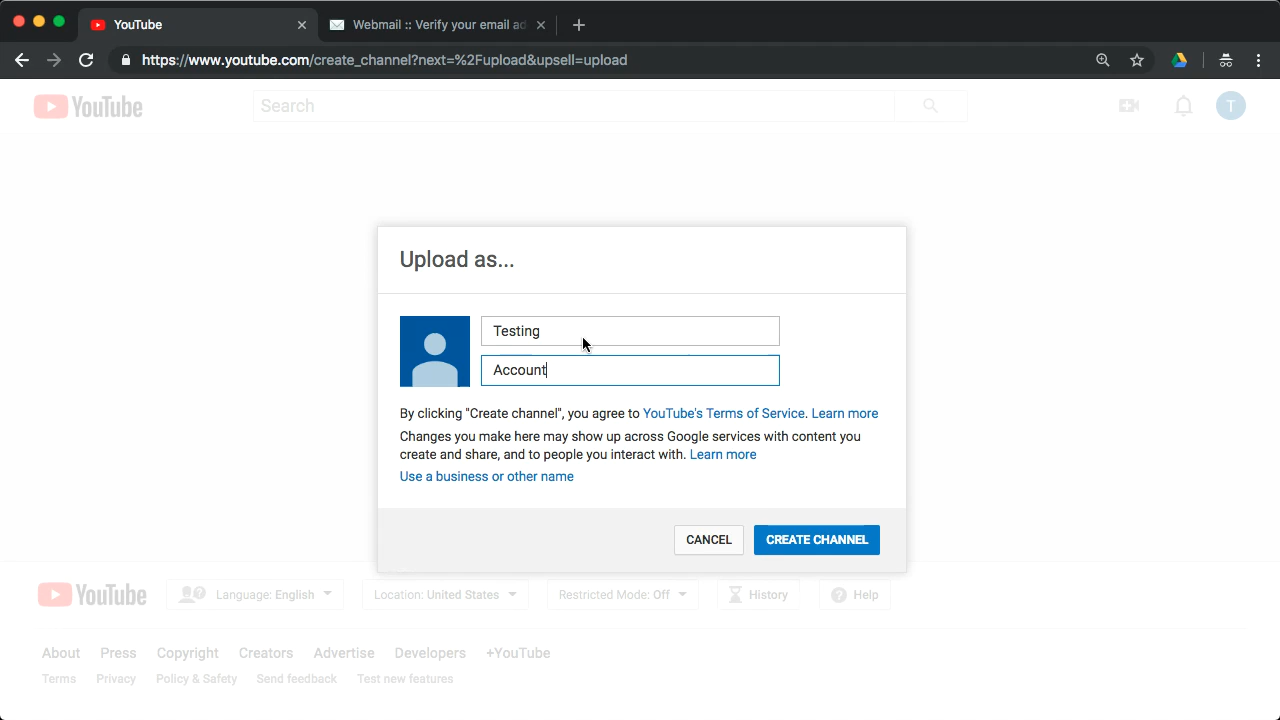 YouTube
Webmail :: Verify your email ad
https://www.youtube.com/create_channel?next=%2Fupload&upsell=upload
YouTube
Search
T
Upload as...
Testing
Account
By clicking "Create channel", you agree to YouTube's Terms of Service. Learn more
Changes you make here may show up across Google services with content you
create and share, and to people you interact with. Learn more
Use a business or other name
CANCEL
CREATE CHANNEL
YouTube
Language: English
Location: United States
Restricted Mode: Off
History
Help
About Press Copyright Creators Advertise Developers +YouTube
Terms Privacy Policy & Safety Send feedback Test new features